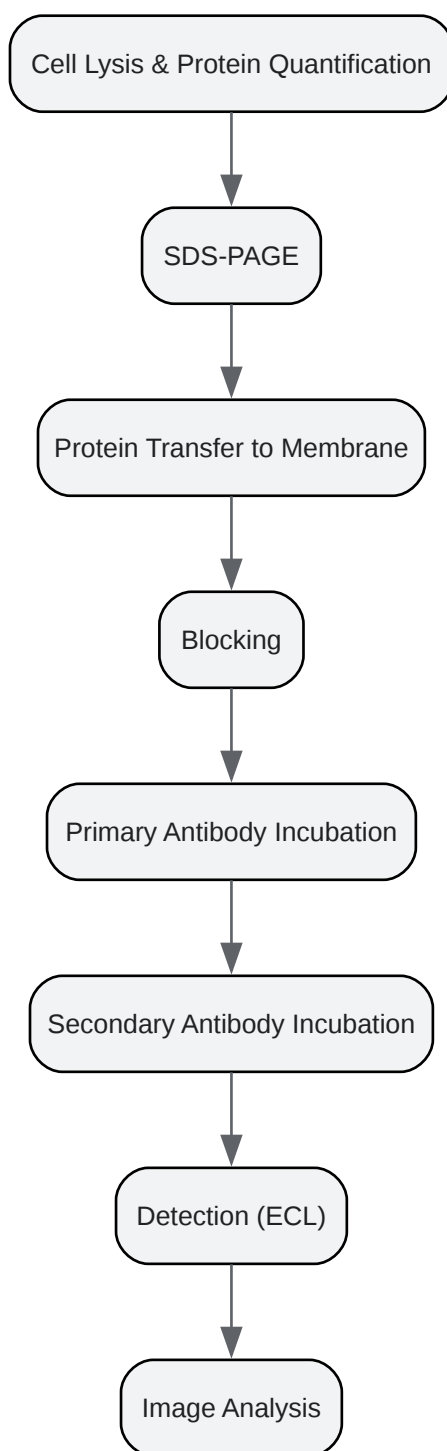 Cell Lysis & Protein Quantification
SDS-PAGE
Protein Transfer to Membrane
Blocking
Primary Antibody Incubation
Secondary Antibody Incubation
Detection (ECL)
Image Analysis